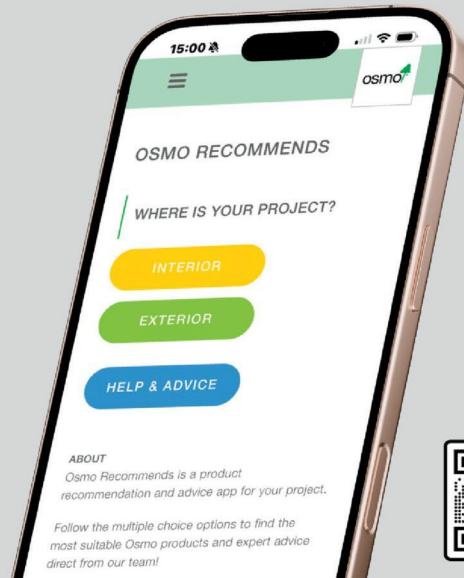 15:00
osmo
OSMO RECOMMENDS
WHERE IS YOUR PROJECT?
INTERIOR
EXTERIOR
HELP & ADVICE
ABOUT
Osmo Recommends is a product
recommendation and advice app for your project.
Follow the multiple choice options to find the
most suitable Osmo products and expert advice
direct from our team!